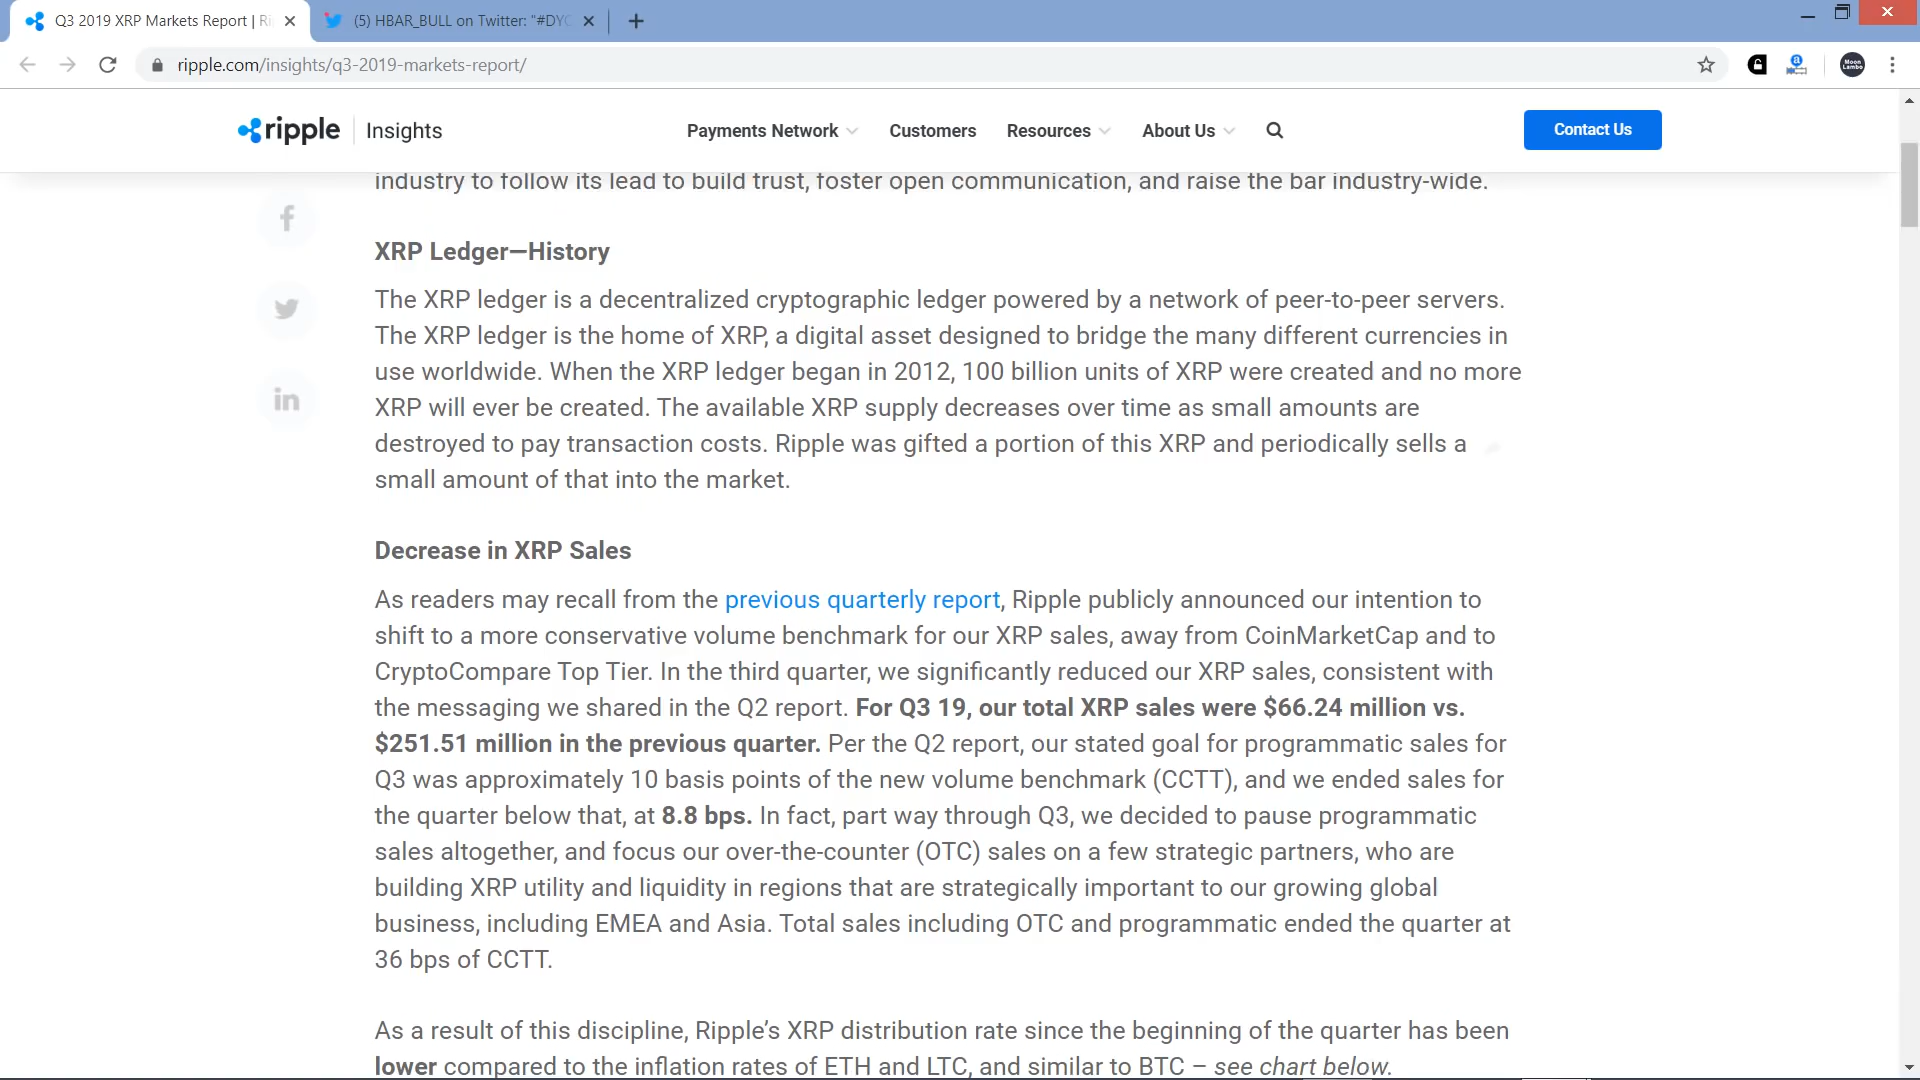 Q3 2019 XRP Markets Report | Ri
(5) HBAR_BULL on Twitter: "#DYC
ripple.com/insights/q3-2019-markets-report/
ripple Insights
Payments Network Customers Resources About Us
Contact Us
industry to follow its lead to build trust, foster open communication, and raise the bar industry-wide.
XRP Ledger—History
The XRP ledger is a decentralized cryptographic ledger powered by a network of peer-to-peer servers.
The XRP ledger is the home of XRP, a digital asset designed to bridge the many different currencies in
use worldwide. When the XRP ledger began in 2012, 100 billion units of XRP were created and no more
XRP will ever be created. The available XRP supply decreases over time as small amounts are
destroyed to pay transaction costs. Ripple was gifted a portion of this XRP and periodically sells a
small amount of that into the market.
Decrease in XRP Sales
As readers may recall from the previous quarterly report, Ripple publicly announced our intention to
shift to a more conservative volume benchmark for our XRP sales, away from CoinMarketCap and to
CryptoCompare Top Tier. In the third quarter, we significantly reduced our XRP sales, consistent with
the messaging we shared in the Q2 report. For Q3 19, our total XRP sales were $66.24 million vs.
$251.51 million in the previous quarter. Per the Q2 report, our stated goal for programmatic sales for
Q3 was approximately 10 basis points of the new volume benchmark (CCTT), and we ended sales for
the quarter below that, at 8.8 bps. In fact, part way through Q3, we decided to pause programmatic
sales altogether, and focus our over-the-counter (OTC) sales on a few strategic partners, who are
building XRP utility and liquidity in regions that are strategically important to our growing global
business, including EMEA and Asia. Total sales including OTC and programmatic ended the quarter at
36 bps of CCTT.
As a result of this discipline, Ripple's XRP distribution rate since the beginning of the quarter has been
lower compared to the inflation rates of ETH and LTC, and similar to BTC – see chart below.